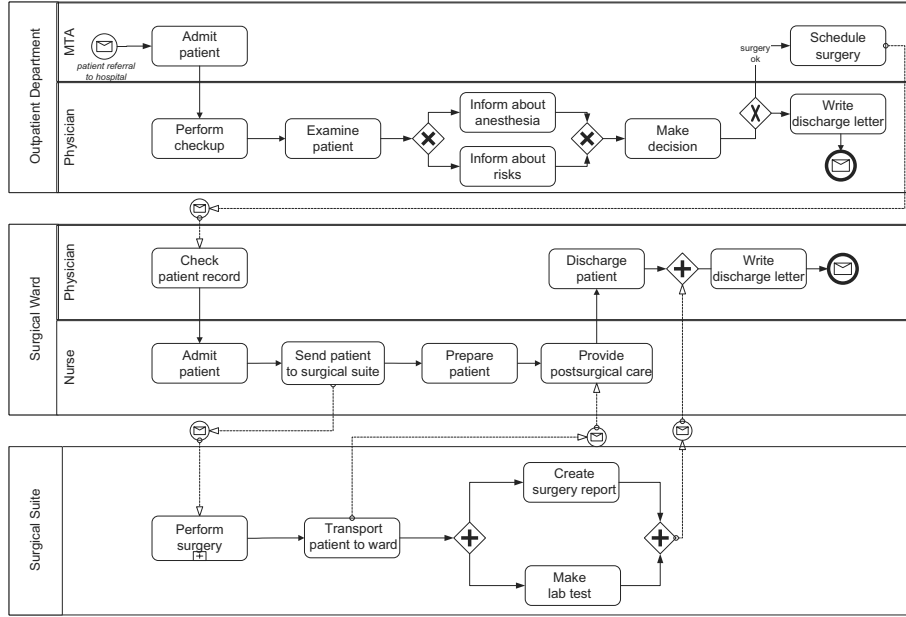 Outpatient Department
MTA
patient referral
to hospital
Admit
patient
surgery
ok
Schedule
surgery
Physician
Perform
checkup
Examine
patient
Inform about
anesthesia
Inform about
risks
Make
decision
X
Write
discharge letter
Surgical Ward
Physician
Check
patient record
Discharge
patient
Write
discharge letter
Nurse
Admit
patient
Send patient
to surgical suite
Prepare
patient
Provide
postsurgical care
Surgical Suite
Perform
surgery
Transport
patient to ward
Create
surgery report
Make
lab test